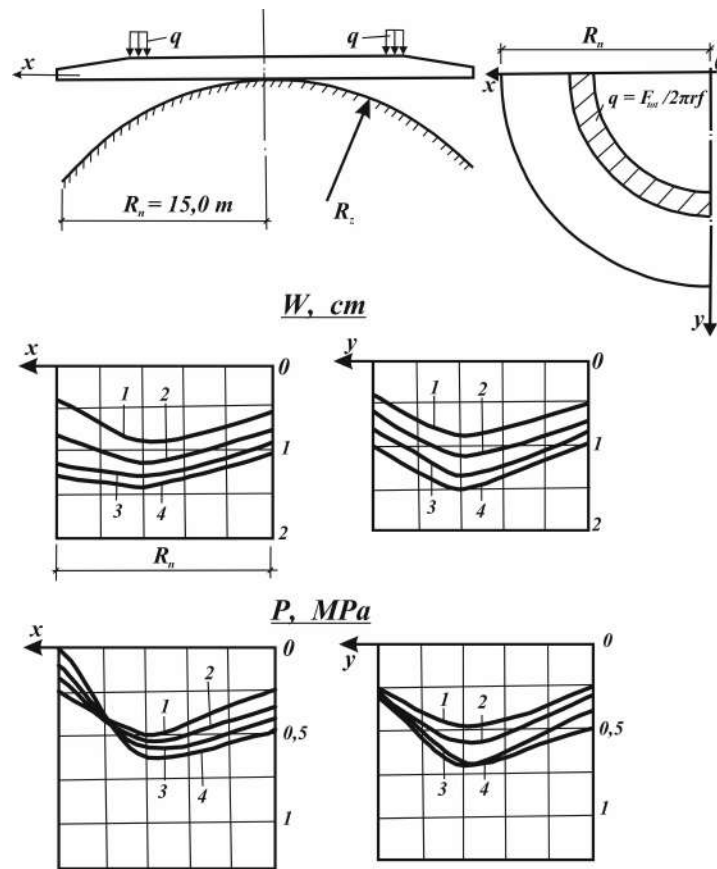 q q
x
R_n = 15,0 m
R_z
R_n
x
q = F_tot /2πrf
y
W, cm
x 0
1 2
1
3 4
2
R_n
y 0
1 2
1
3 4
2
P, MPa
x 0
1 2
0,5
3 4
1
y 0
1 2
0,5
3 4
1